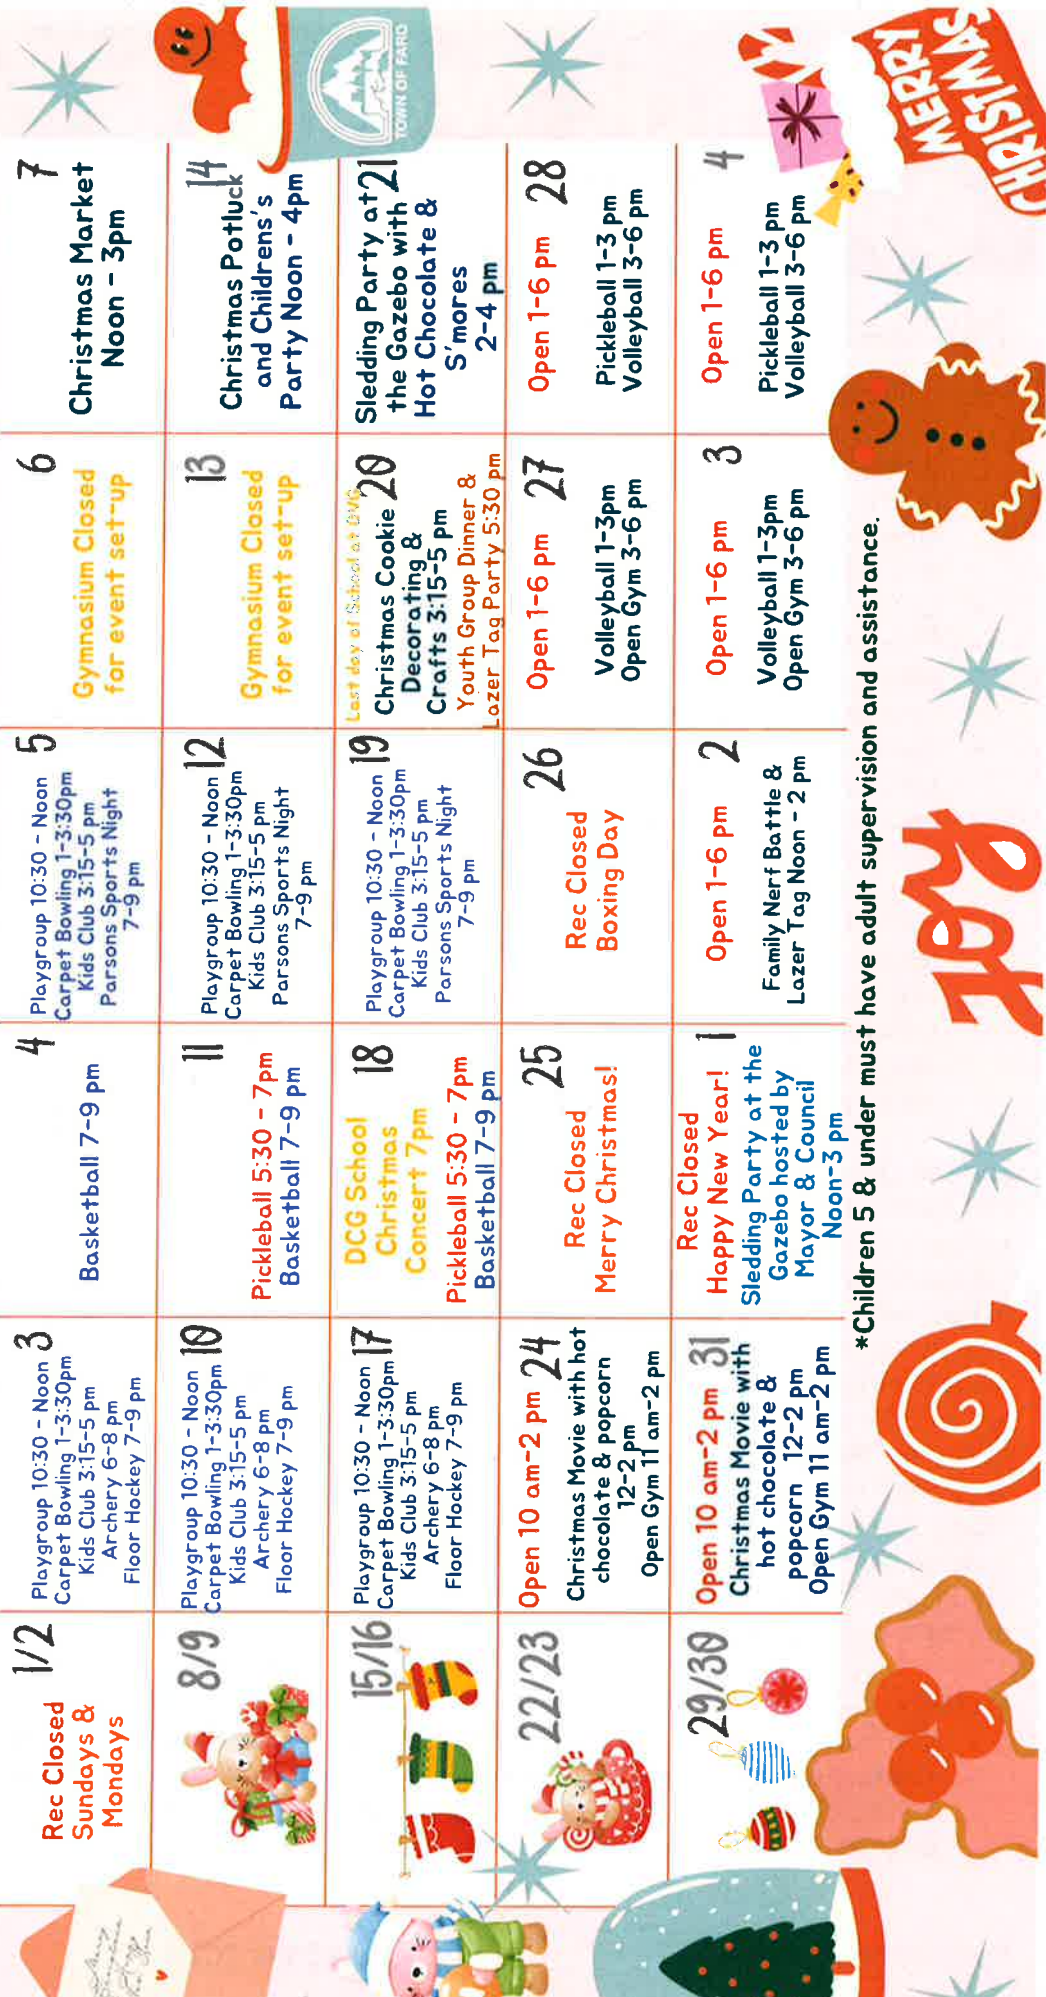 Rec Closed
Sundays &
Mondays
1/2
Playgroup 10:30 - Noon
Carpet Bowling 1-3:30pm
Kids Club 3:15-5 pm
Archery 6-8 pm
Floor Hockey 7-9 pm
3
4
Basketball 7-9 pm
Playgroup 10:30 - Noon
Carpet Bowling 1-3:30pm
Kids Club 3:15-5 pm
Parsons Sports Night
7-9 pm
5
6
Gymnasium Closed
for event set-up
7
Christmas Market
Noon - 3pm
8/9
Playgroup 10:30 - Noon
Carpet Bowling 1-3:30pm
Kids Club 3:15-5 pm
Archery 6-8 pm
Floor Hockey 7-9 pm
10
11
Pickleball 5:30 - 7pm
Basketball 7-9 pm
Playgroup 10:30 - Noon
Carpet Bowling 1-3:30pm
Kids Club 3:15-5 pm
Parsons Sports Night
7-9 pm
12
13
Gymnasium Closed
for event set-up
14
Christmas Potluck
and Childrens's
Party Noon - 4pm
15/16
Playgroup 10:30 - Noon
Carpet Bowling 1-3:30pm
Kids Club 3:15-5 pm
Archery 6-8 pm
Floor Hockey 7-9 pm
17
DCG School
Christmas
Concert 7pm
18
Pickleball 5:30 - 7pm
Basketball 7-9 pm
Playgroup 10:30 - Noon
Carpet Bowling 1-3:30pm
Kids Club 3:15-5 pm
Parsons Sports Night
7-9 pm
19
Last day of School at
20
Christmas Cookie
Decorating &
Crafts 3:15-5 pm
Youth Group Dinner &
Lazer Tag Party 5:30 pm
Sledding Party at
21
the Gazebo with
Hot Chocolate &
S'mores
2-4 pm
22/23
Open 10 am-2 pm
24
Christmas Movie with hot
chocolate & popcorn
12-2 pm
Open Gym 11 am-2 pm
25
Rec Closed
Merry Christmas!
26
Rec Closed
Boxing Day
Open 1-6 pm
27
Volleyball 1-3pm
Open Gym 3-6 pm
Open 1-6 pm
28
Pickleball 1-3 pm
Volleyball 3-6 pm
29/30
Open 10 am-2 pm
31
Christmas Movie with
hot chocolate &
popcorn 12-2 pm
Open Gym 11 am-2 pm
Rec Closed
Happy New Year!
1
Sledding Party at the
Gazebo hosted by
Mayor & Council
Noon-3 pm
Open 1-6 pm
2
Family Nerf Battle &
Lazer Tag Noon - 2 pm
Open 1-6 pm
3
Volleyball 1-3pm
Open Gym 3-6 pm
Open 1-6 pm
4
Pickleball 1-3 pm
Volleyball 3-6 pm
*Children 5 & under must have adult supervision and assistance.
Joy
TOWN OF FARO
MERRY
CHRISTMAS